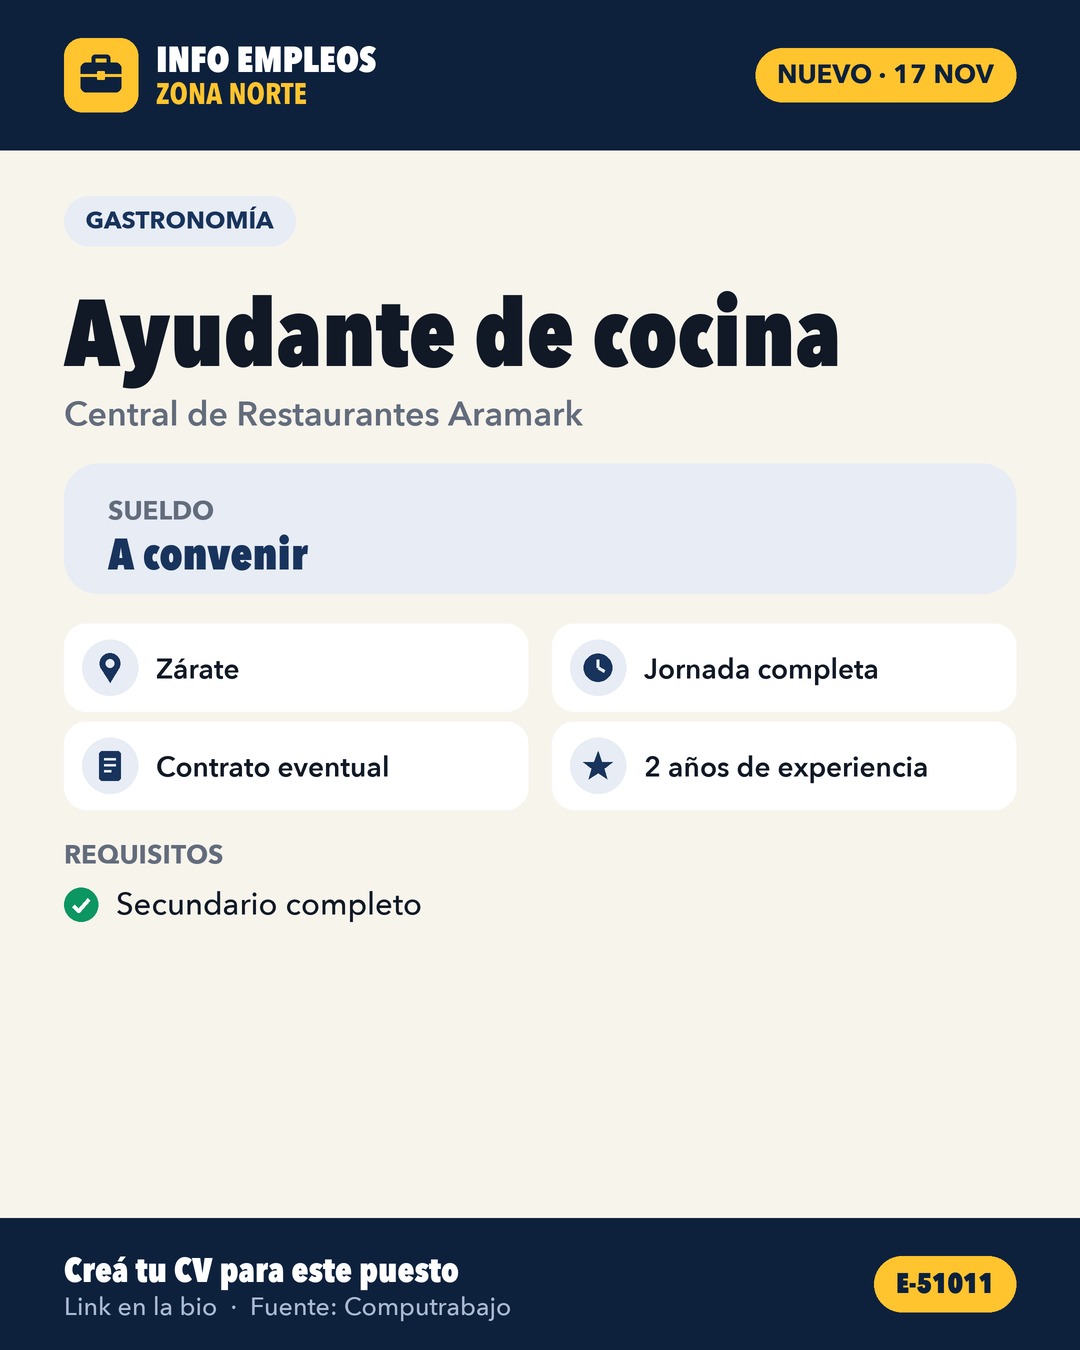 INFO EMPLEOS
ZONA NORTE
NUEVO · 17 NOV
GASTRONOMÍA
Ayudante de cocina
Central de Restaurantes Aramark
SUELDO
A convenir
Zárate
Jornada completa
Contrato eventual
2 años de experiencia
REQUISITOS
Secundario completo
Creá tu CV para este puesto
Link en la bio · Fuente: Computrabajo
E-51011